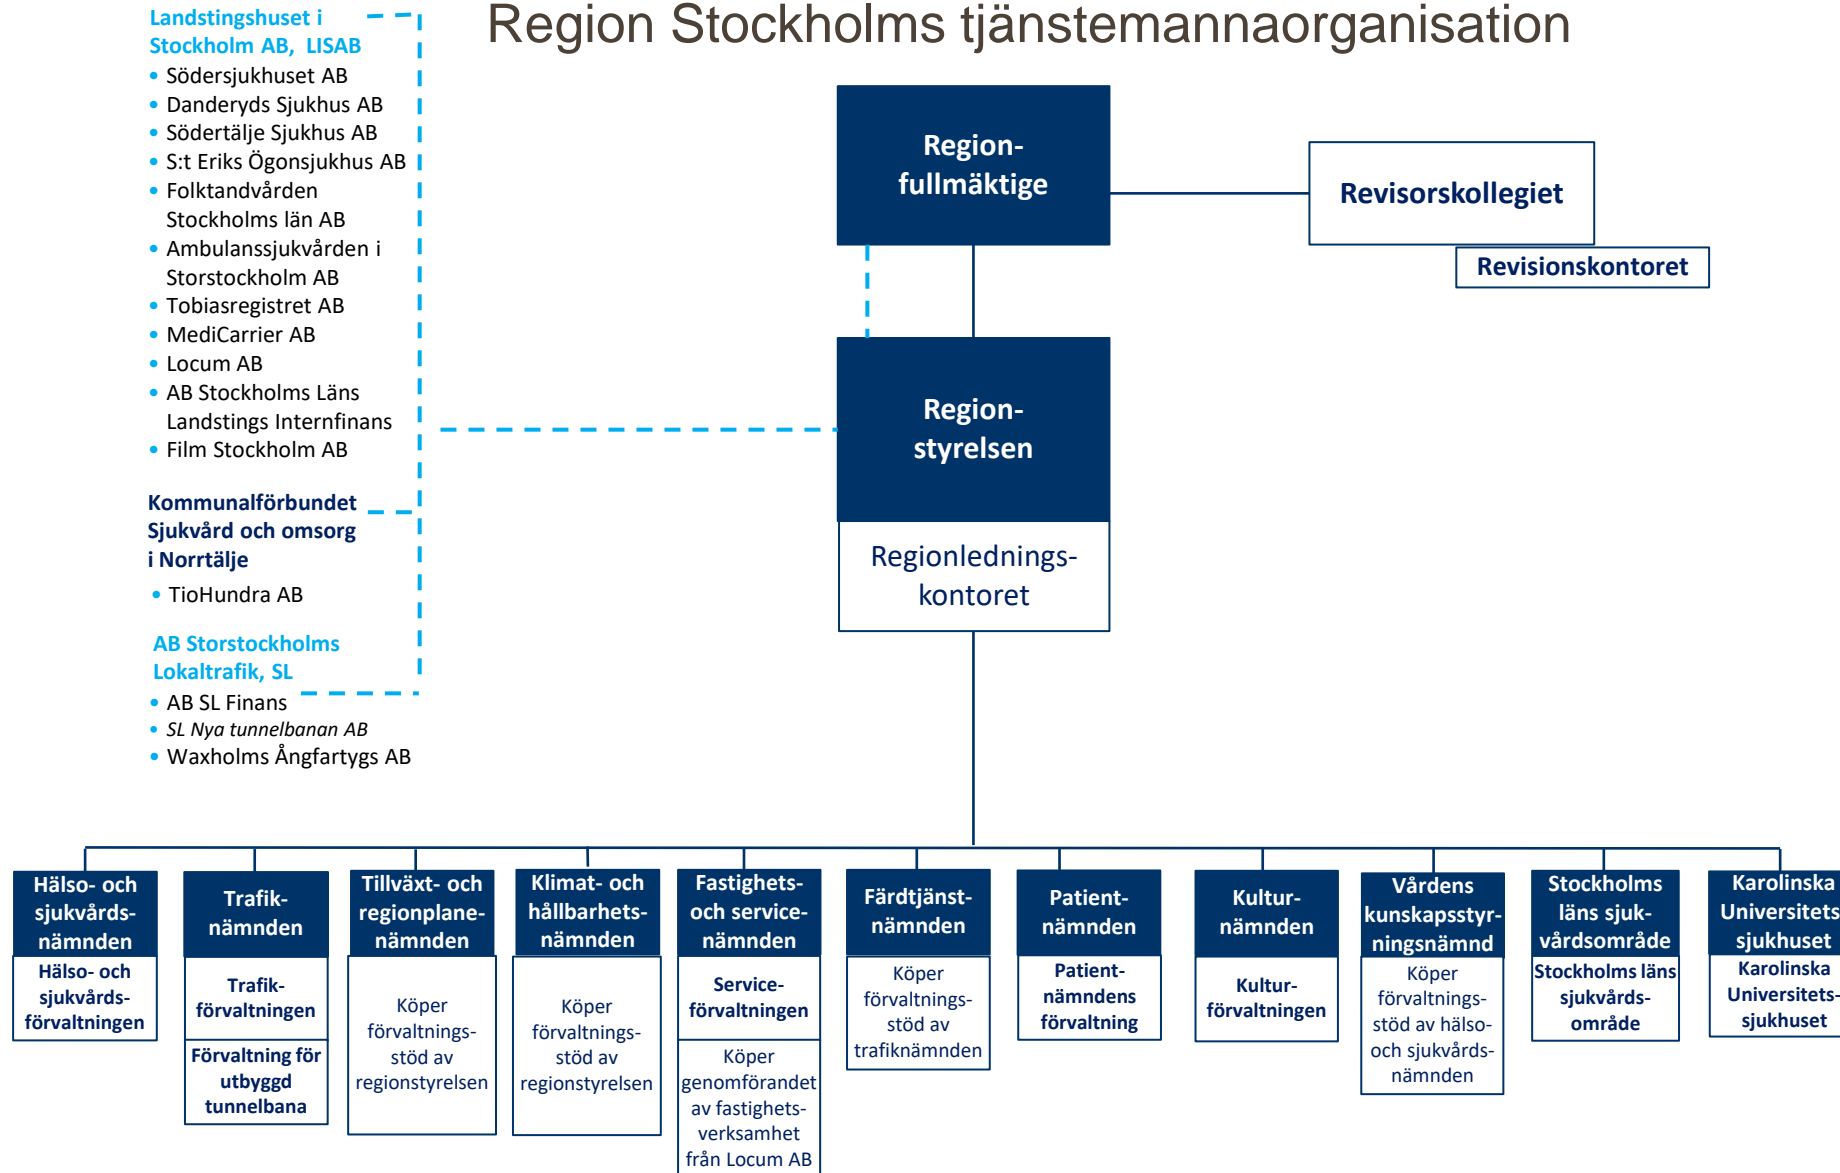 Region Stockholms tjänstemannaorganisation
Landstingshuset i
Stockholm AB, LISAB
• Södersjukhuset AB
• Danderyds Sjukhus AB
• Södertälje Sjukhus AB
• S:t Eriks Ögonsjukhus AB
• Folktandvården
Stockholms län AB
• Ambulanssjukvården i
Storstockholm AB
• Tobiasregistret AB
• MediCarrier AB
• Locum AB
• AB Stockholms Läns
Landstings Internfinans
• Film Stockholm AB
Kommunalförbundet
Sjukvård och omsorg
i Norrtälje
• TioHundra AB
AB Storstockholms
Lokaltrafik, SL
• AB SL Finans
• SL Nya tunnelbanan AB
• Waxholms Ångfartygs AB
Region-
fullmäktige
Revisorskollegiet
Revisionskontoret
Region-
styrelsen
Regionlednings-
kontoret
Hälso- och
sjukvårds-
nämnden
Hälso- och
sjukvårds-
förvaltningen
Trafik-
nämnden
Trafik-
förvaltningen
Förvaltning för
utbyggd
tunnelbana
Tillväxt- och
regionplane-
nämnden
Köper
förvaltnings-
stöd av
regionstyrelsen
Klimat- och
hållbarhets-
nämnden
Köper
förvaltnings-
stöd av
regionstyrelsen
Fastighets-
och service-
nämnden
Service-
förvaltningen
Köper
genomförandet
av fastighets-
verksamhet
från Locum AB
Färdtjänst-
nämnden
Köper
förvaltnings-
stöd av
trafiknämnden
Patient-
nämnden
Patient-
nämndens
förvaltning
Kultur-
nämnden
Kultur-
förvaltningen
Vårdens
kunskapsstyr-
ningsnämnd
Köper
förvaltnings-
stöd av hälso-
och sjukvårds-
nämnden
Stockholms
läns sjuk-
vårdsområde
Stockholms läns
sjukvårds-
område
Karolinska
Universitets
sjukhuset
Karolinska
Universitets-
sjukhuset